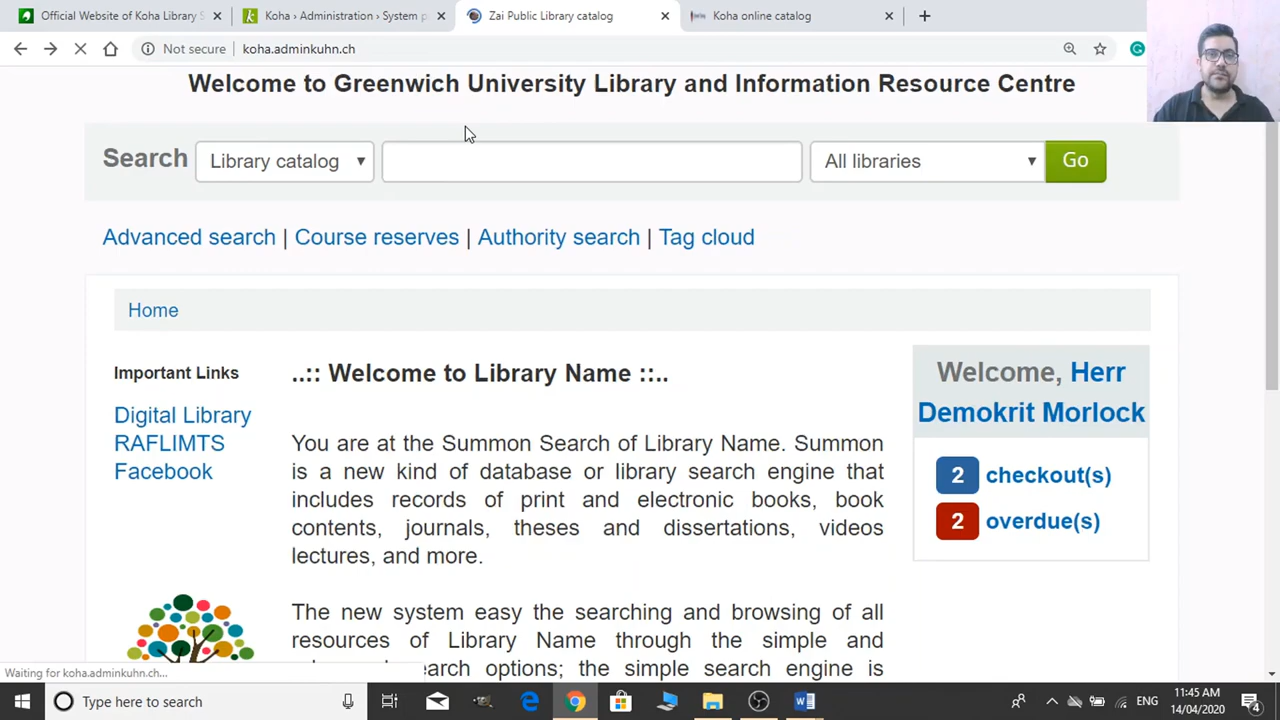 Official Website of Koha Library S
Koha › Administration › System p
Zai Public Library catalog
Koha online catalog
Not secure
koha.adminkuhn.ch
Welcome to Greenwich University Library and Information Resource Centre
Search
Library catalog
All libraries
Go
Advanced search | Course reserves | Authority search | Tag cloud
Home
Important Links
Digital Library
RAFLIMTS
Facebook
..:: Welcome to Library Name ::..
You are at the Summon Search of Library Name. Summon
is a new kind of database or library search engine that
includes records of print and electronic books, book
contents, journals, theses and dissertations, videos
lectures, and more.
The new system easy the searching and browsing of all
resources of Library Name through the simple and
search options; the simple search engine is
Welcome, Herr
Demokrit Morlock
2 checkout(s)
2 overdue(s)
Waiting for koha.adminkuhn.ch...
Type here to search
ENG
11:45 AM
14/04/2020
4